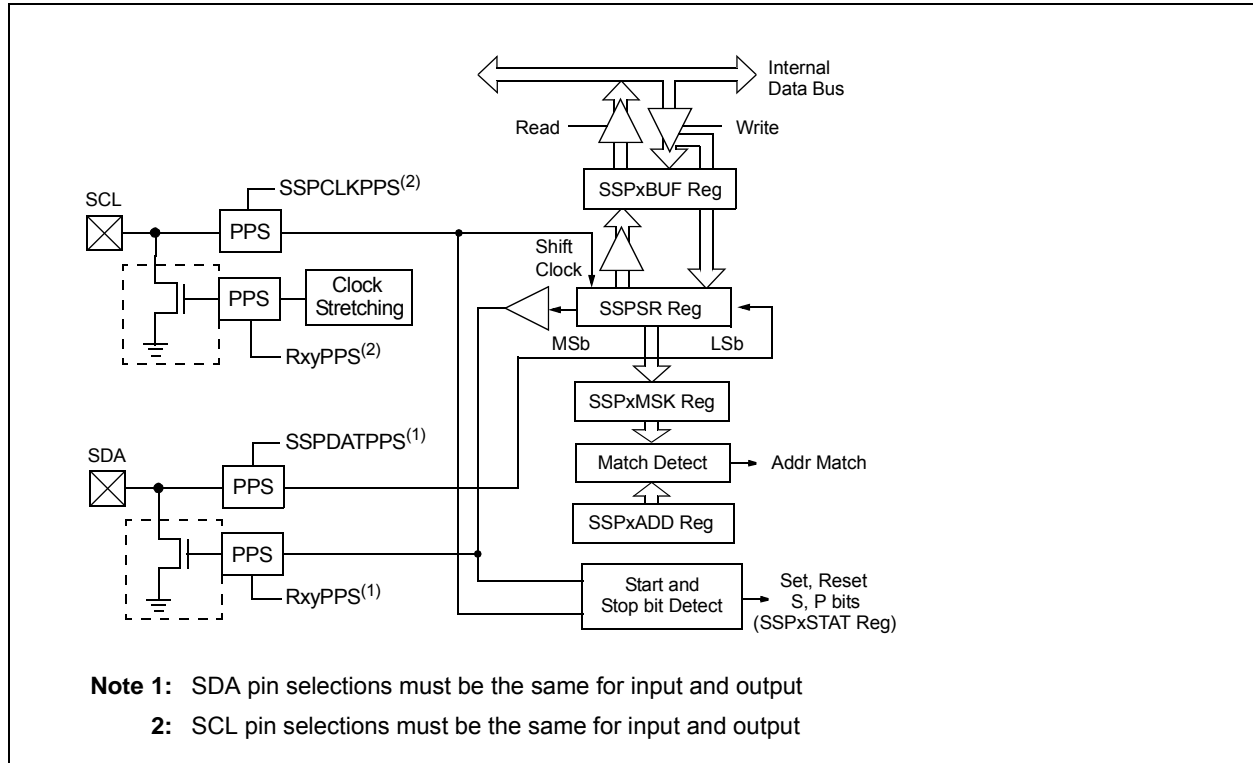 Internal
Data Bus
Read
Write
SSPxBUF Reg
SCL
SSPCLKPPS(2)
PPS
Shift
Clock
PPS
Clock
Stretching
SSPSR Reg
MSb
LSb
RxyPPS(2)
SSPxMSK Reg
SDA
SSPDATPPS(1)
PPS
Match Detect
Addr Match
SSPxADD Reg
PPS
RxyPPS(1)
Start and
Stop bit Detect
Set, Reset
S, P bits
(SSPxSTAT Reg)
Note 1: SDA pin selections must be the same for input and output
2: SCL pin selections must be the same for input and output